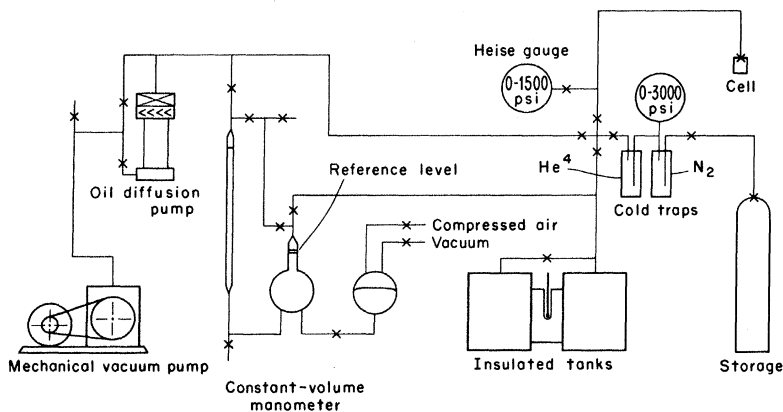 Heise gauge
0-1500
psi
0-3000
psi
Cell
He⁴
N₂
Cold traps
Oil diffusion
pump
Reference level
Compressed air
Vacuum
Mechanical vacuum pump
Constant-volume
manometer
Insulated tanks
Storage